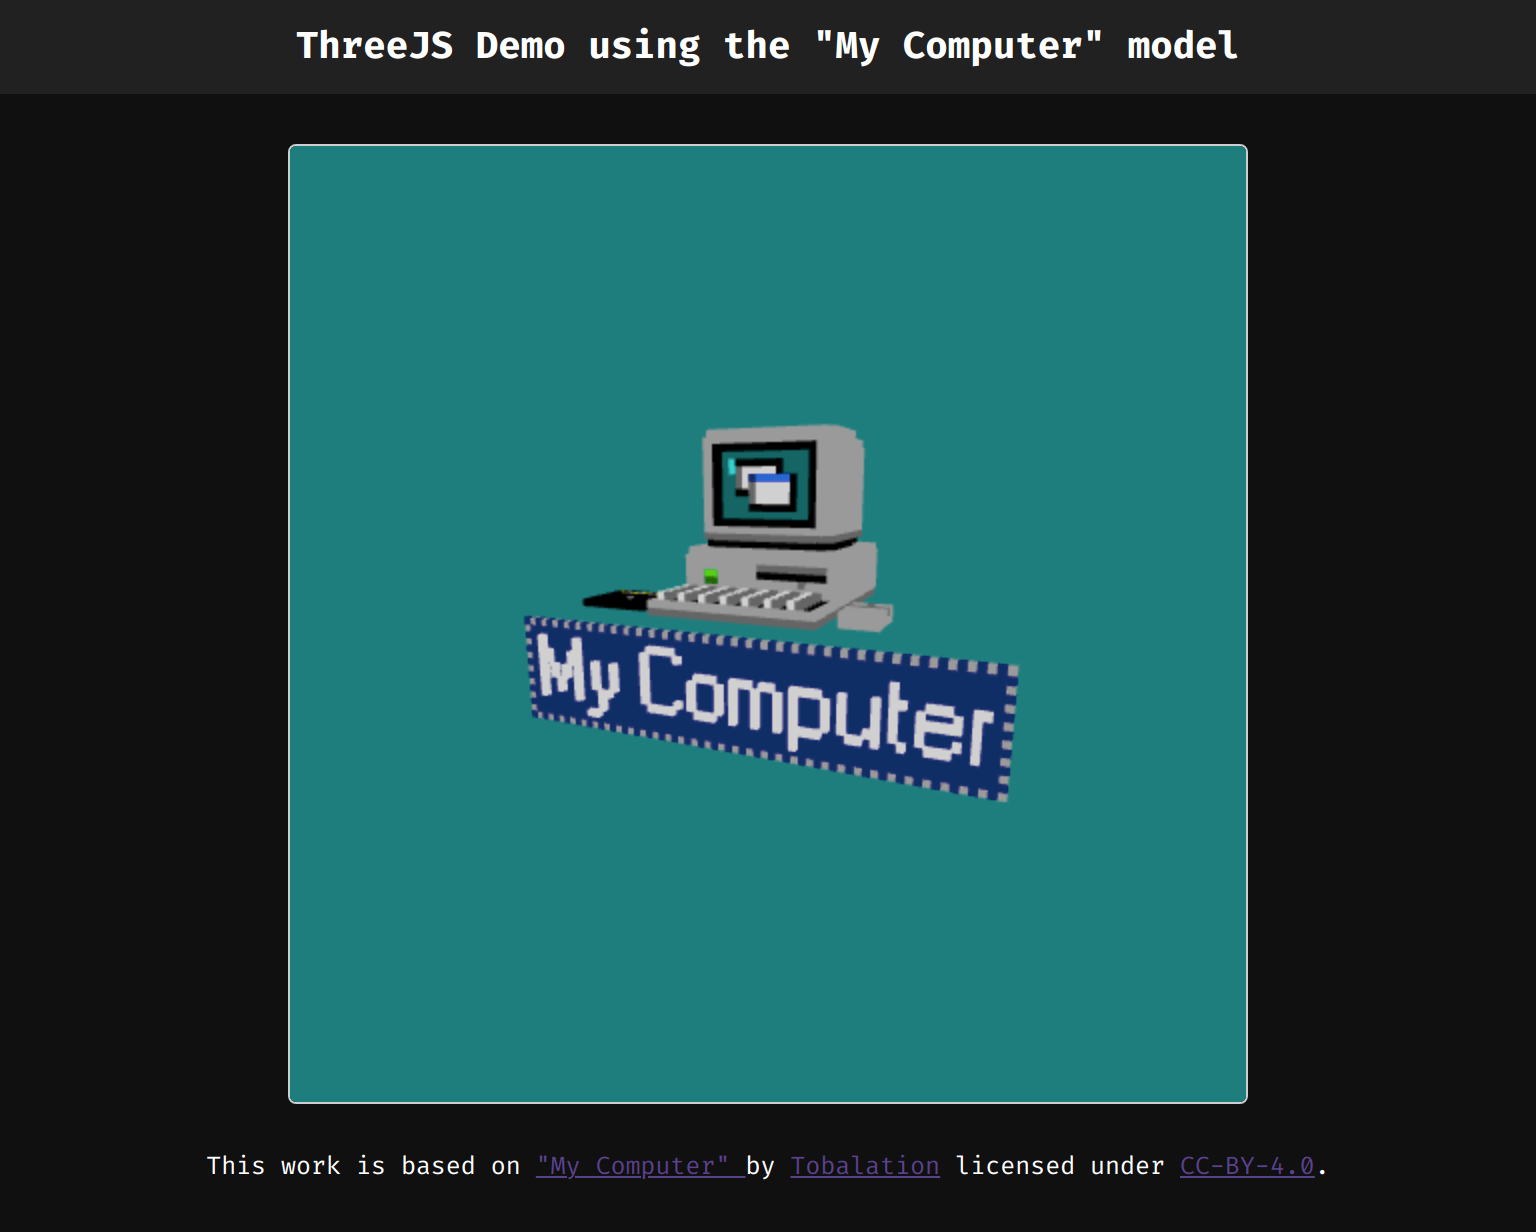 ThreeJS Demo using the "My Computer" model
My Computer
This work is based on "My Computer" by Tobalation licensed under CC-BY-4.0.